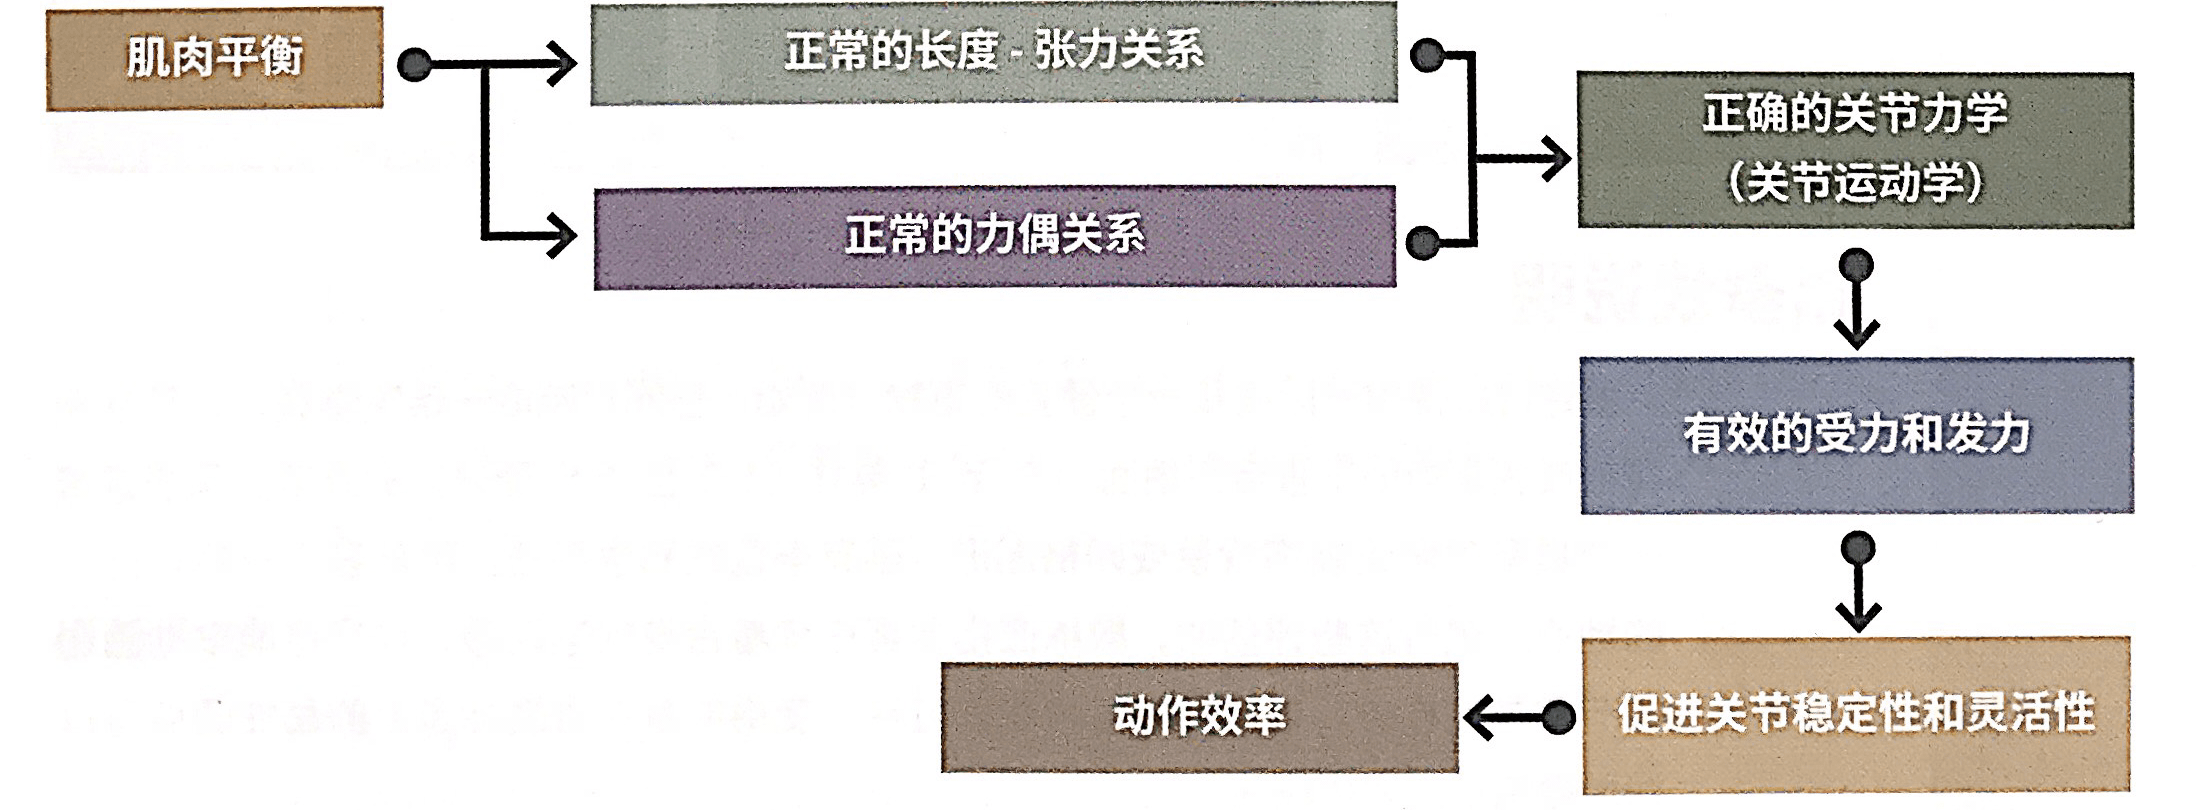 肌肉平衡
正常的长度 - 张力关系
正常的力偶关系
正确的关节力学
（关节运动学）
有效的受力和发力
促进关节稳定性和灵活性
动作效率